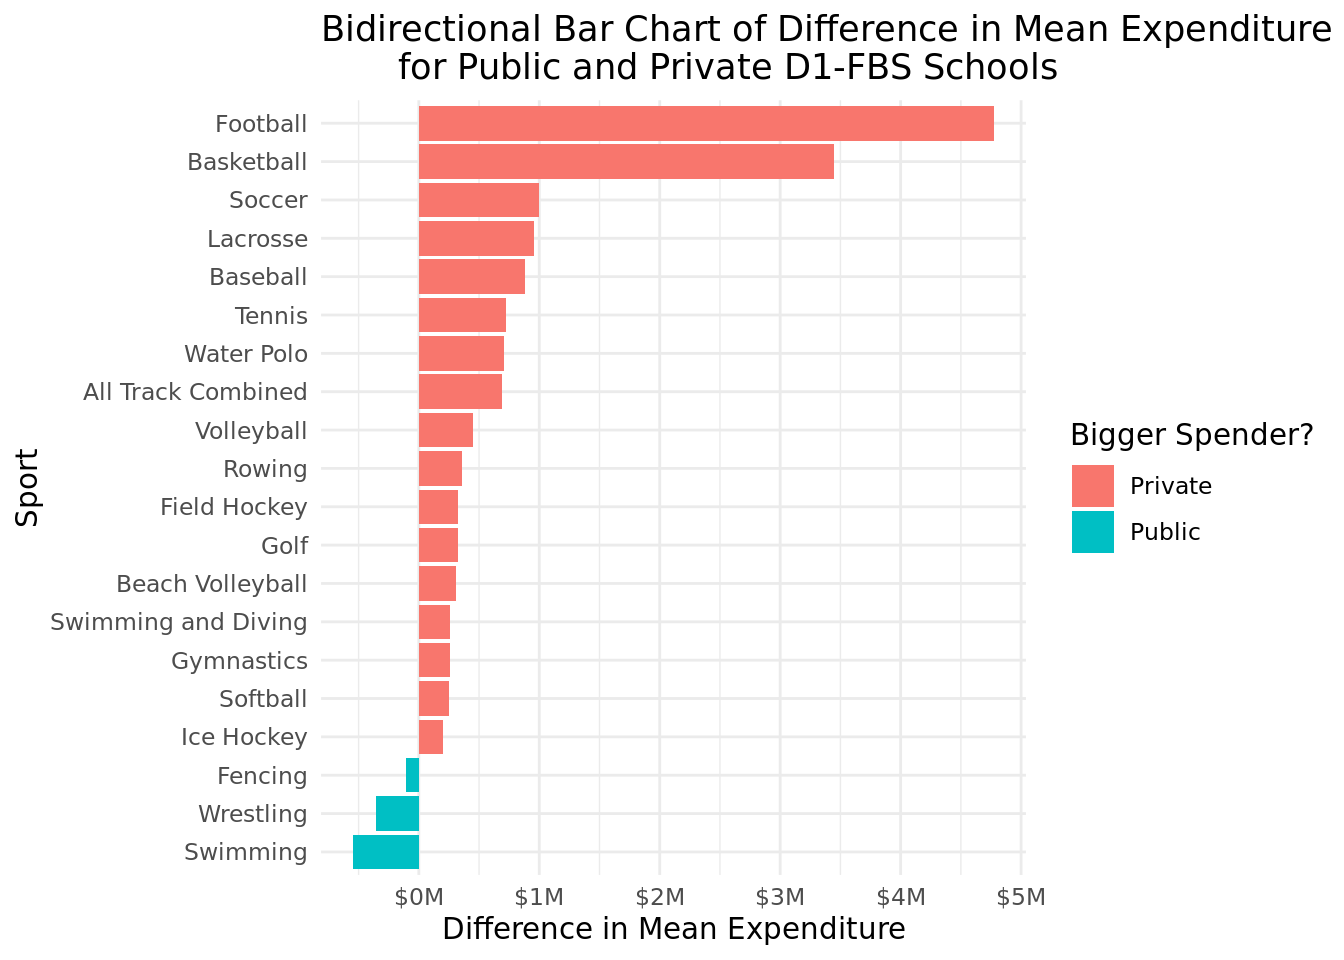 Bidirectional Bar Chart of Difference in Mean Expenditure
for Public and Private D1-FBS Schools
Football
Basketball
Soccer
Lacrosse
Baseball
Tennis
Water Polo
All Track Combined
Volleyball
Rowing
Field Hockey
Golf
Beach Volleyball
Swimming and Diving
Gymnastics
Softball
Ice Hockey
Fencing
Wrestling
Swimming
Sport
$0M $1M $2M $3M $4M $5M
Difference in Mean Expenditure
Bigger Spender?
Private
Public